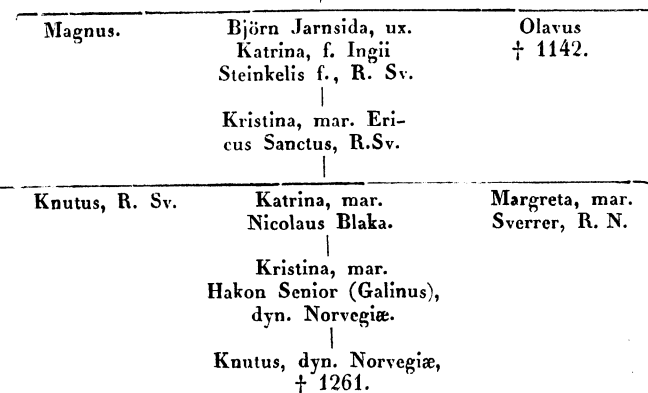 Magnus.
Björn Jarnsida, ux.
Katrina, f. Ingii
Steinkelis f., R. Sv.
Olavus
† 1142.
Kristina, mar. Eri-
cus Sanctus, R.Sv.
Knutus, R. Sv.
Katrina, mar.
Nicolaus Blaka.
Margreta, mar.
Sverrer, R. N.
Kristina, mar.
Hakon Senior (Galinus),
dyn. Norvegiæ.
Knutus, dyn. Norvegiæ,
† 1261.